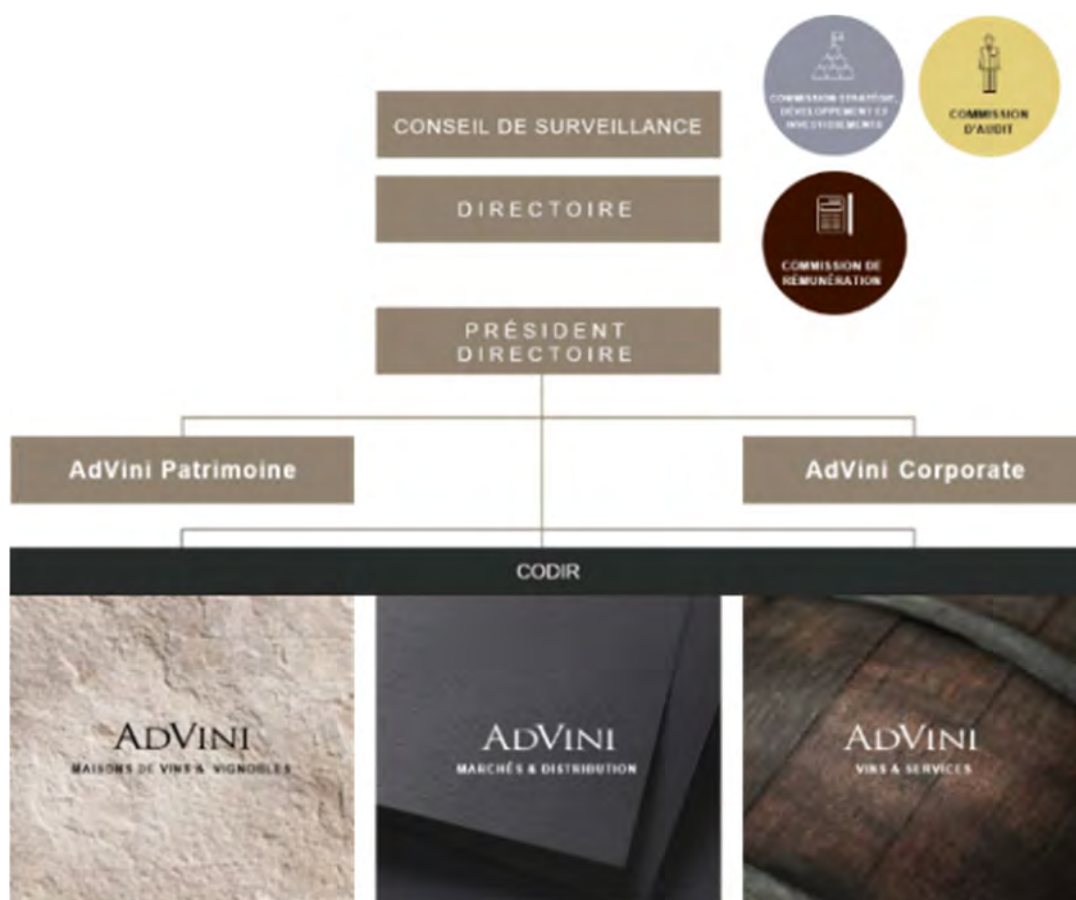 COMMISSION STRATÉGIE,
DÉVELOPPEMENT ET
INVESTISSEMENTS
COMMISSION
D'AUDIT
CONSEIL DE SURVEILLANCE
DIRECTOIRE
COMMISSION DE
RÉMUNÉRATION
PRÉSIDENT
DIRECTOIRE
AdVini Patrimoine
AdVini Corporate
CODIR
ADVINI
MAISONS DE VINS & VIGNOBLES
ADVINI
MARCHÉS & DISTRIBUTION
ADVINI
VINS & SERVICES